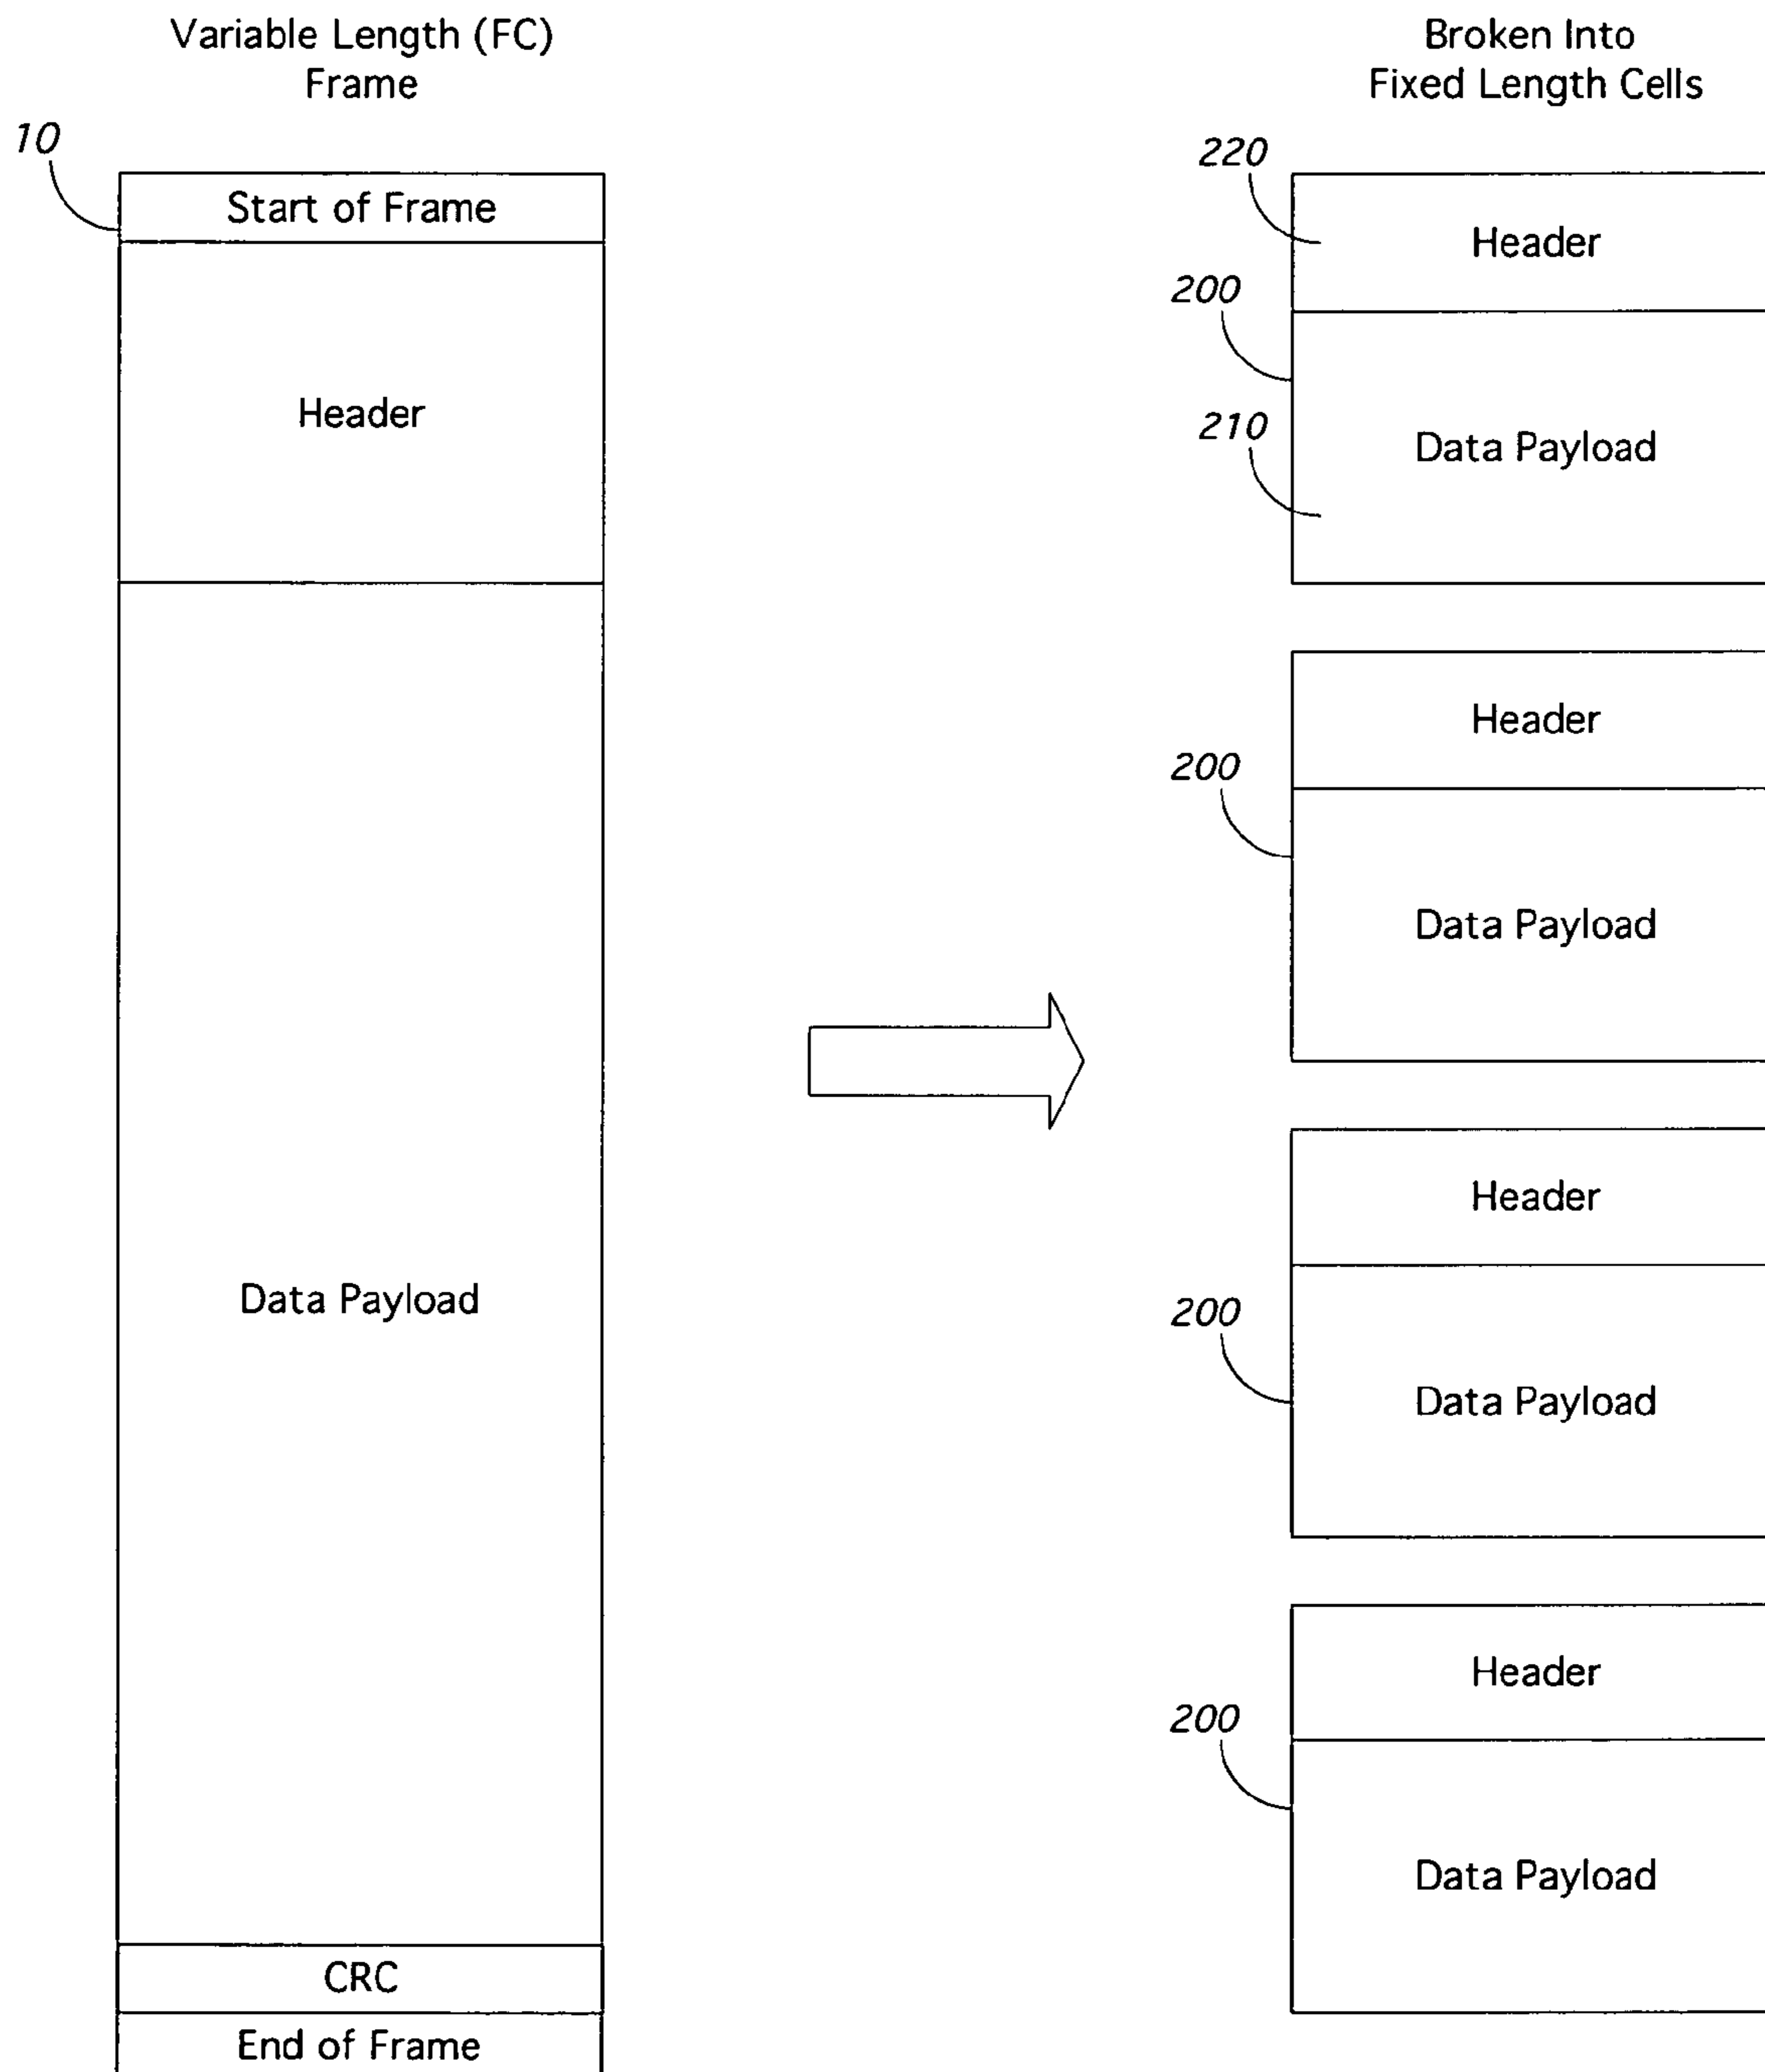 Variable Length (FC)
Frame
10
Start of Frame
Header
Data Payload
CRC
End of Frame
Broken Into
Fixed Length Cells
220
Header
200
210
Data Payload
Header
200
Data Payload
Header
200
Data Payload
Header
200
Data Payload